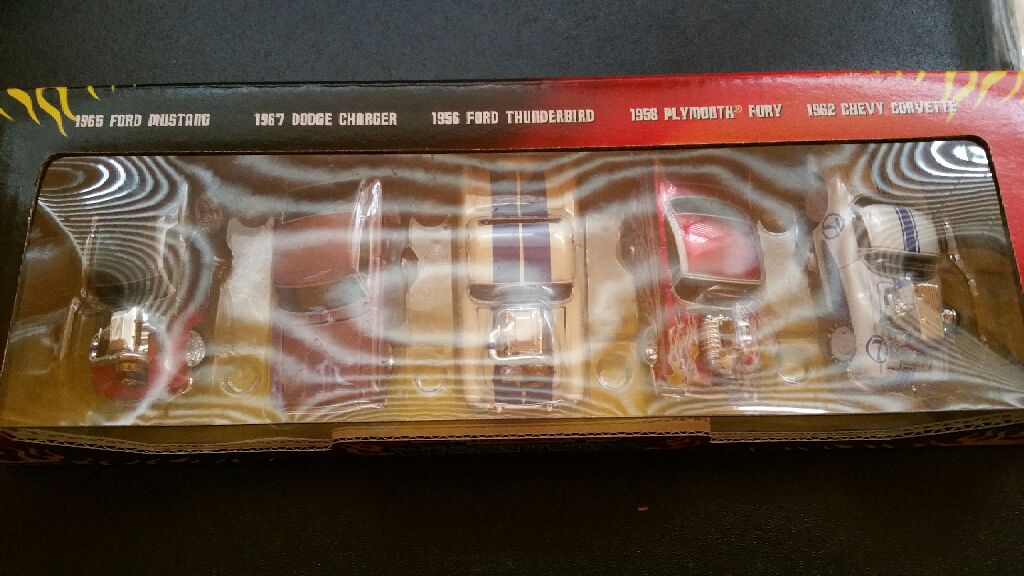 1965 FORD MUSTANG
1967 DODGE CHARGER
1956 FORD THUNDERBIRD
1958 PLYMOUTH® FURY
1962 CHEVY CORVETTE